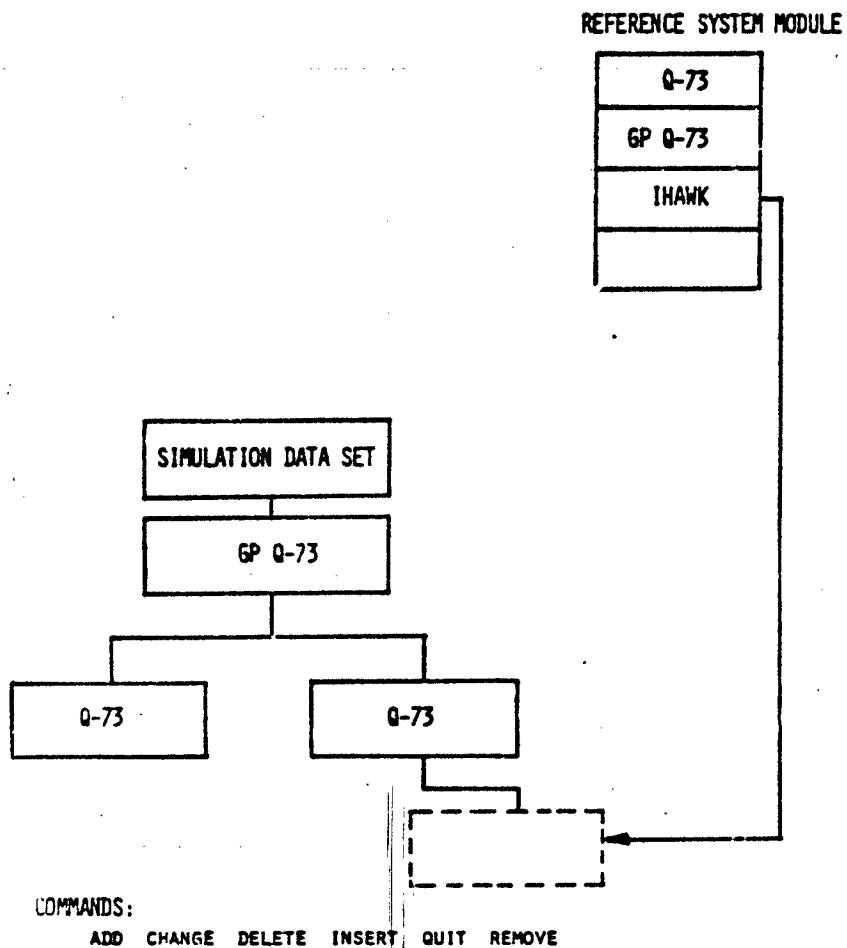 REFERENCE SYSTEM MODULE
Q-73
GP Q-73
IHAWK
SIMULATION DATA SET
GP Q-73
Q-73
Q-73
COMMANDS:
ADD CHANGE DELETE INSERT QUIT REMOVE